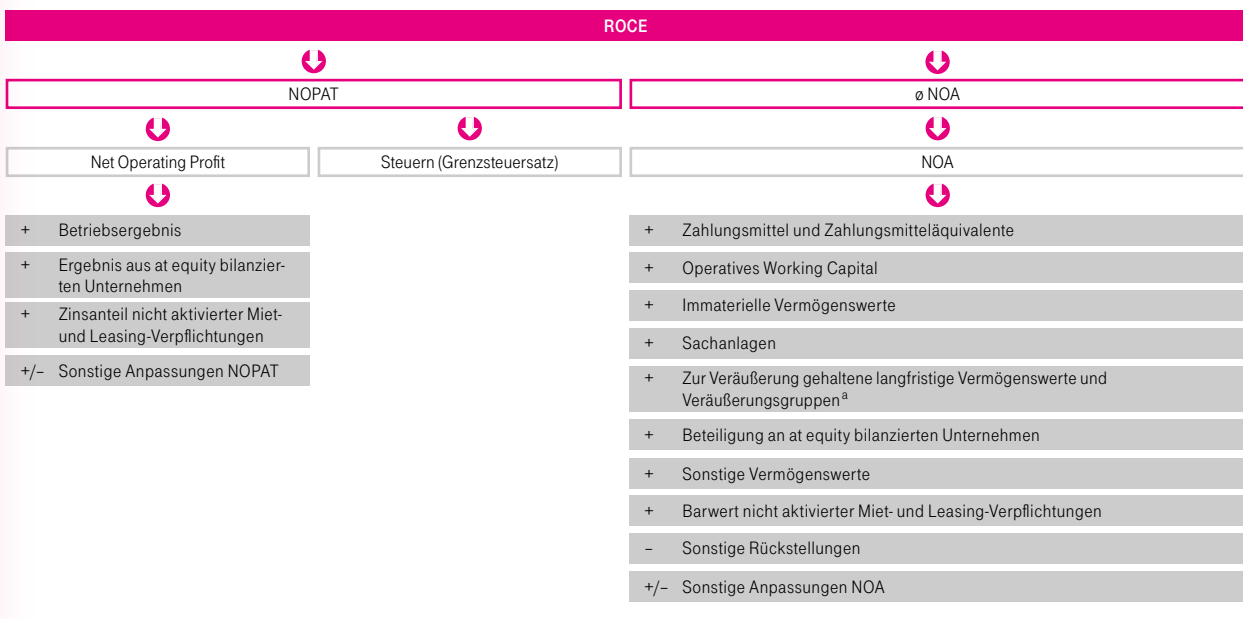 ROCE
NOPAT
ø NOA
Net Operating Profit
Steuern (Grenzsteuersatz)
NOA
+ Betriebsergebnis
+ Ergebnis aus at equity bilanzier-
ten Unternehmen
+ Zinsanteil nicht aktivierter Miet-
und Leasing-Verpflichtungen
+/– Sonstige Anpassungen NOPAT
+ Zahlungsmittel und Zahlungsmitteläquivalente
+ Operatives Working Capital
+ Immaterielle Vermögenswerte
+ Sachanlagen
+ Zur Veräußerung gehaltene langfristige Vermögenswerte und
Veräußerungsgruppen a
+ Beteiligung an at equity bilanzierten Unternehmen
+ Sonstige Vermögenswerte
+ Barwert nicht aktivierter Miet- und Leasing-Verpflichtungen
– Sonstige Rückstellungen
+/– Sonstige Anpassungen NOA